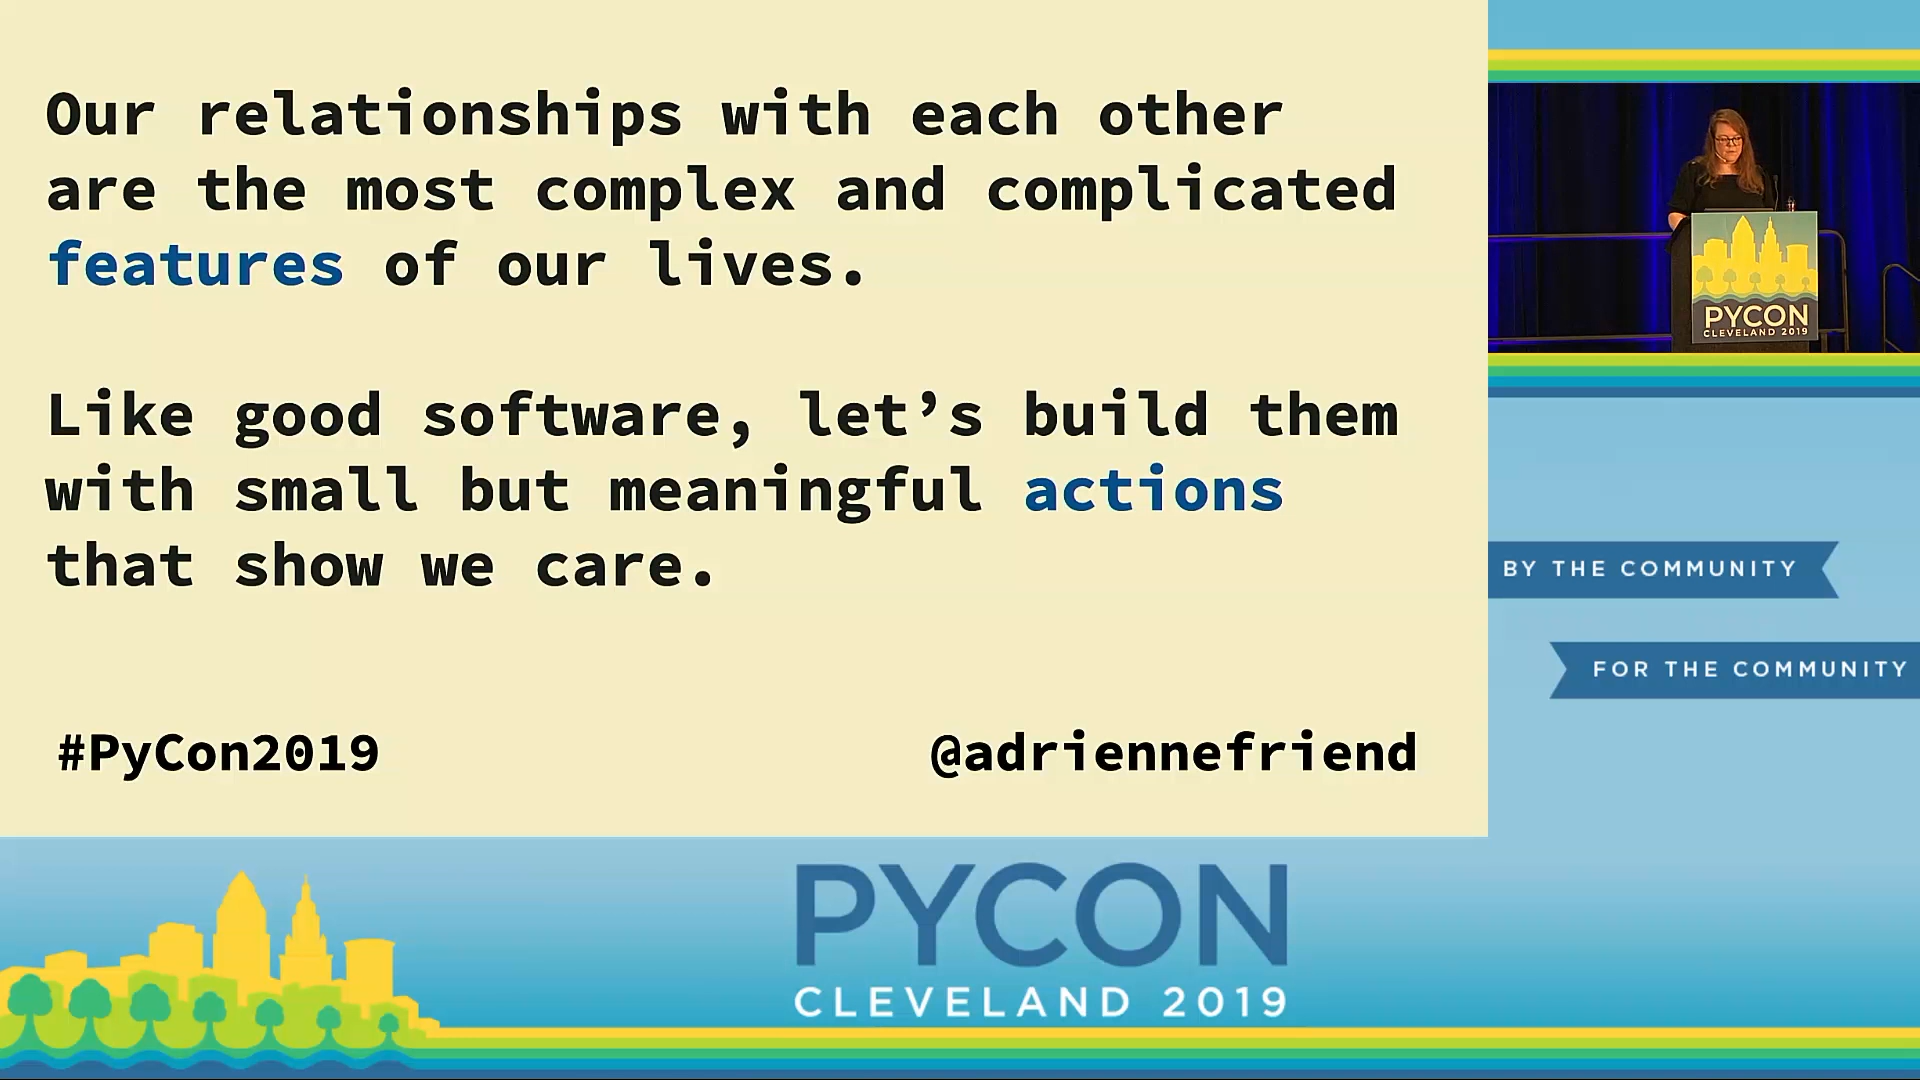 Our relationships with each other
are the most complex and complicated
features of our lives.
Like good software, let’s build them
with small but meaningful actions
that show we care.
#PyCon2019
@adriennefriend
PYCON
CLEVELAND 2019
BY THE COMMUNITY
FOR THE COMMUNITY
PYCON
CLEVELAND 2019